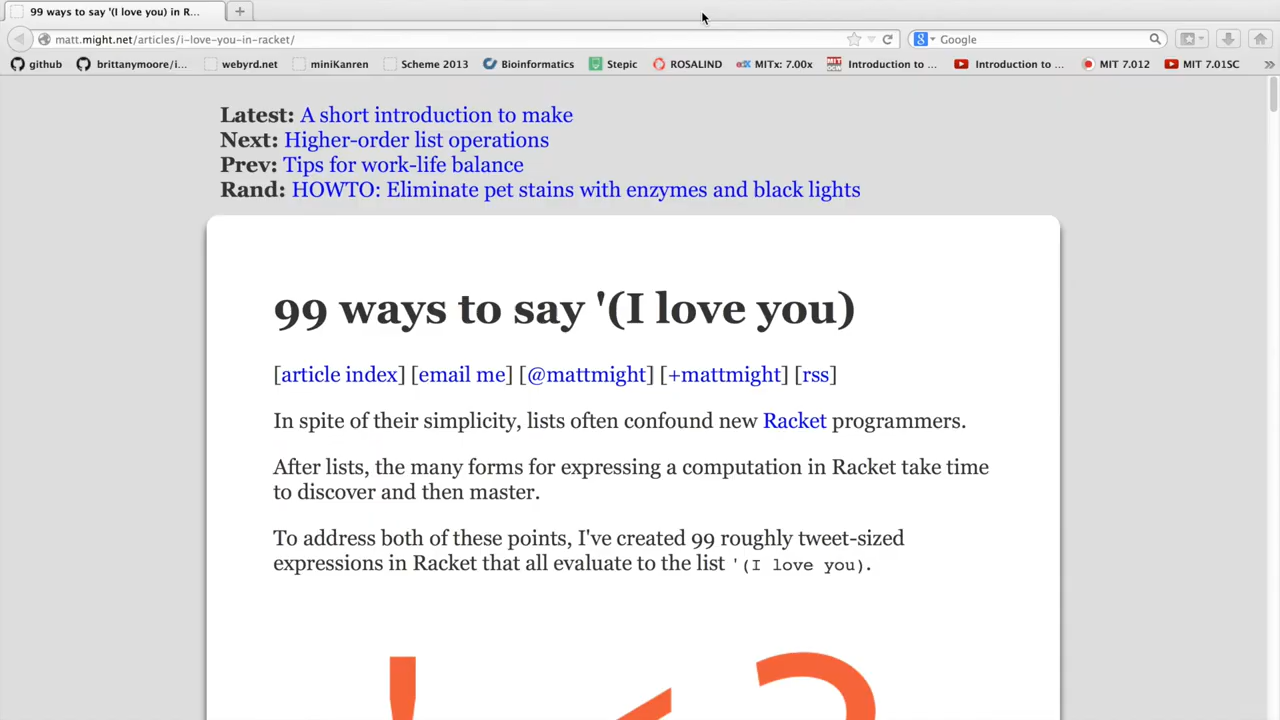 99 ways to say '(I love you) in R...
matt.might.net/articles/i-love-you-in-racket/
Google
github
brittanymoore/i...
webyrd.net
miniKanren
Scheme 2013
Bioinformatics
Stepic
ROSALIND
MITx: 7.00x
Introduction to ...
Introduction to ...
MIT 7.012
MIT 7.01SC
Latest: A short introduction to make
Next: Higher-order list operations
Prev: Tips for work-life balance
Rand: HOWTO: Eliminate pet stains with enzymes and black lights
99 ways to say '(I love you)
[article index] [email me] [@mattmight] [+mattmight] [rss]
In spite of their simplicity, lists often confound new Racket programmers.
After lists, the many forms for expressing a computation in Racket take time
to discover and then master.
To address both of these points, I've created 99 roughly tweet-sized
expressions in Racket that all evaluate to the list '(I love you).